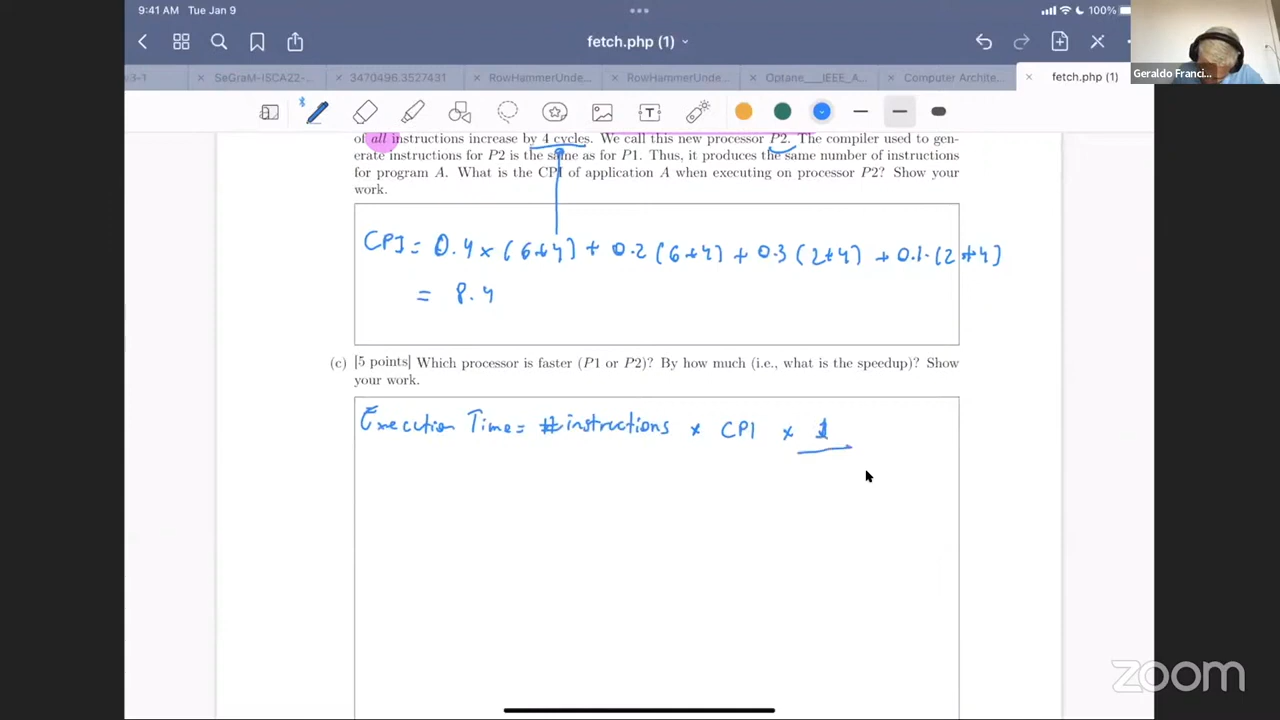 9:41 AM Tue Jan 9
100%
fetch.php (1)
e3-1
SeGraM-ISCA22-...
3470496.3527431
RowHammerUnde...
RowHammerUnde...
Optane___IEEE_A...
Computer Archite...
fetch.php (1)
Geraldo Franci...
of all instructions increase by 4 cycles. We call this new processor P2. The compiler used to gen-
erate instructions for P2 is the same as for P1. Thus, it produces the same number of instructions
for program A. What is the CPI of application A when executing on processor P2? Show your
work.
CPI = 0.4 × (6+4) + 0.2 (6+4) + 0.3 (2+4) + 0.1·(2+4)
= 8.4
(c) [5 points] Which processor is faster (P1 or P2)? By how much (i.e., what is the speedup)? Show
your work.
Execution Time = # instructions × CPI × 1
zoom